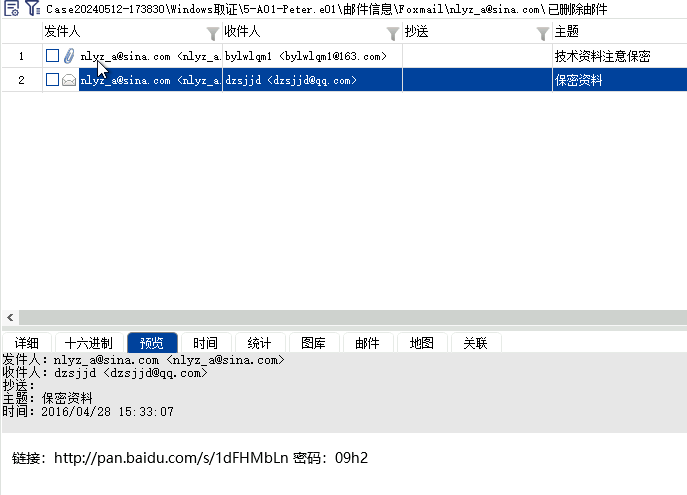 Case20240512-173830\Windows取证\5-A01-Peter.e01\邮件信息\Foxmail\nlyz_a@sina.com\已删除邮件
发件人 收件人 抄送 主题
1 nlyz_a@sina.com <nlyz_a. bylwlqm1 <bylwlqm1@163.com> 技术资料注意保密
2 nlyz_a@sina.com <nlyz_a. dzsjjd <dzsjjd@qq.com> 保密资料
详细 十六进制 预览 时间 统计 图库 邮件 地图 关联
发件人: nlyz_a@sina.com <nlyz_a@sina.com>
收件人: dzsjjd <dzsjjd@qq.com>
抄送:
主题: 保密资料
时间: 2016/04/28 15:33:07
链接: http://pan.baidu.com/s/1dFHMbLn 密码: 09h2